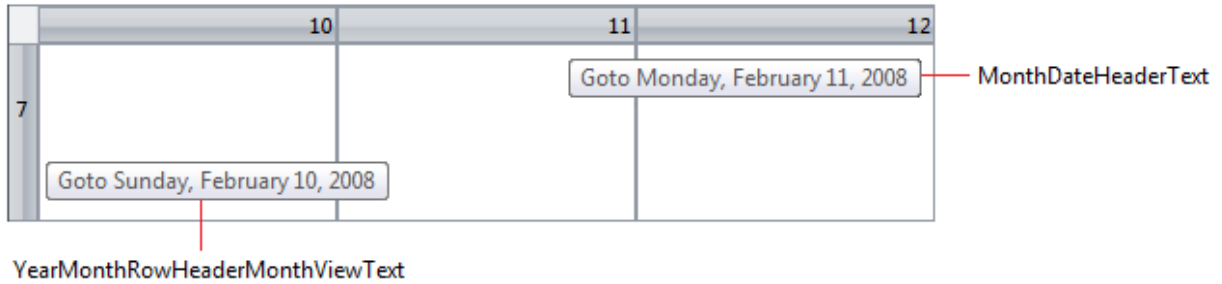 10 11 12
Goto Monday, February 11, 2008
MonthDateHeaderText
7
Goto Sunday, February 10, 2008
YearMonthRowHeaderMonthViewText